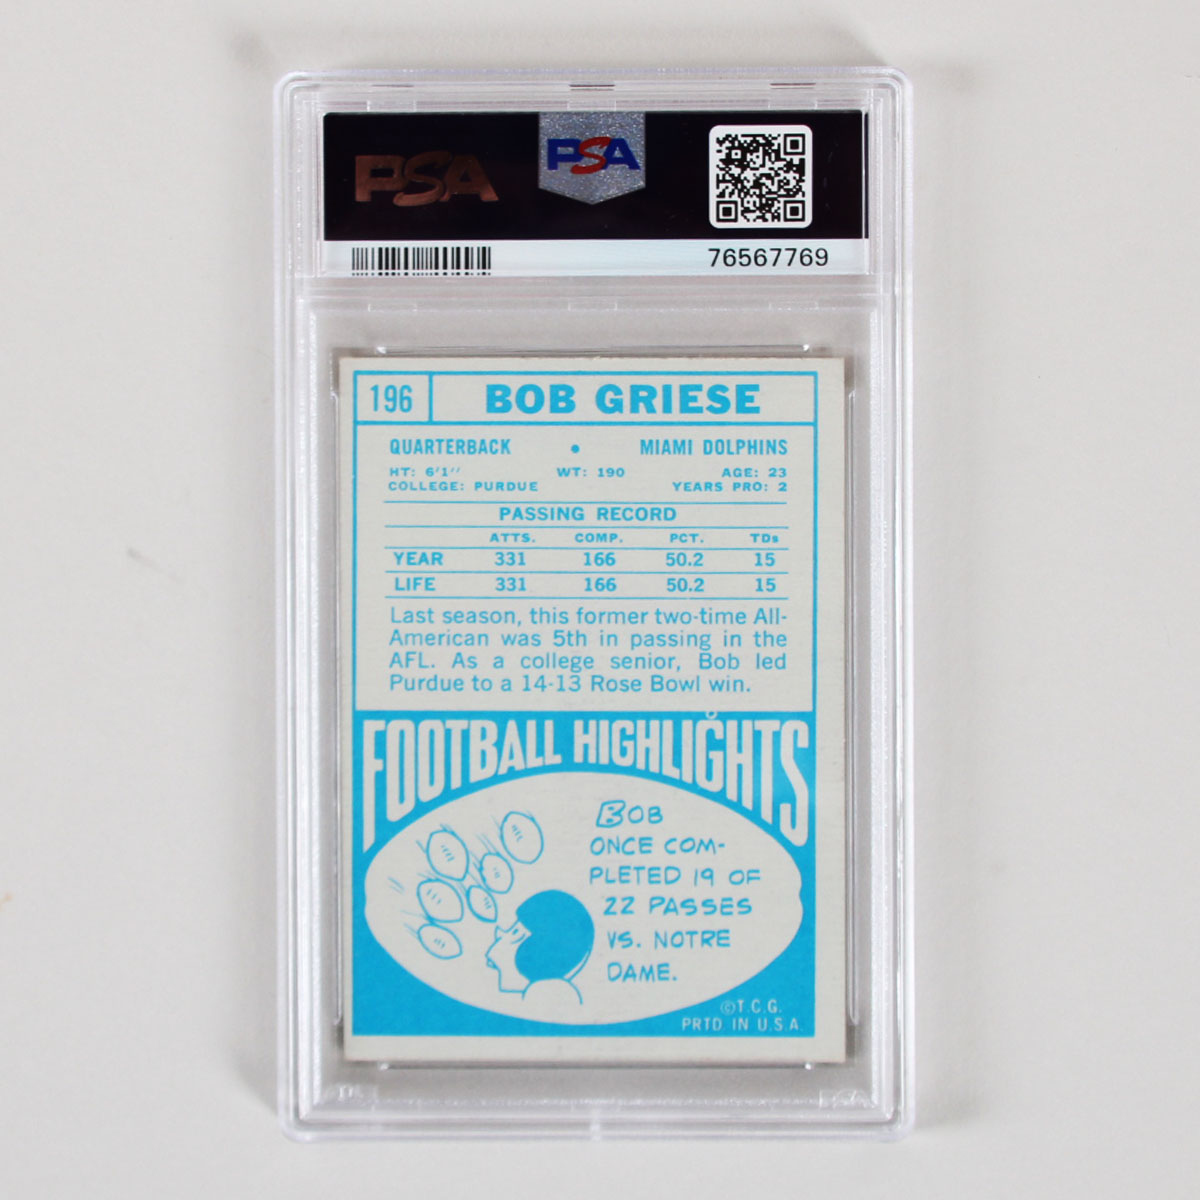 PSA
PSA
76567769
196 BOB GRIESE
QUARTERBACK • MIAMI DOLPHINS
HT: 6'1" WT: 190 AGE: 23
COLLEGE: PURDUE YEARS PRO: 2
PASSING RECORD
ATTS. COMP. PCT. TDs
YEAR 331 166 50.2 15
LIFE 331 166 50.2 15
Last season, this former two-time All-
American was 5th in passing in the
AFL. As a college senior, Bob led
Purdue to a 14-13 Rose Bowl win.
FOOTBALL HIGHLIGHTS
BOB
ONCE COM-
PLETED 19 OF
22 PASSES
VS. NOTRE
DAME.
©T.C.G.
PRTD IN U.S.A.